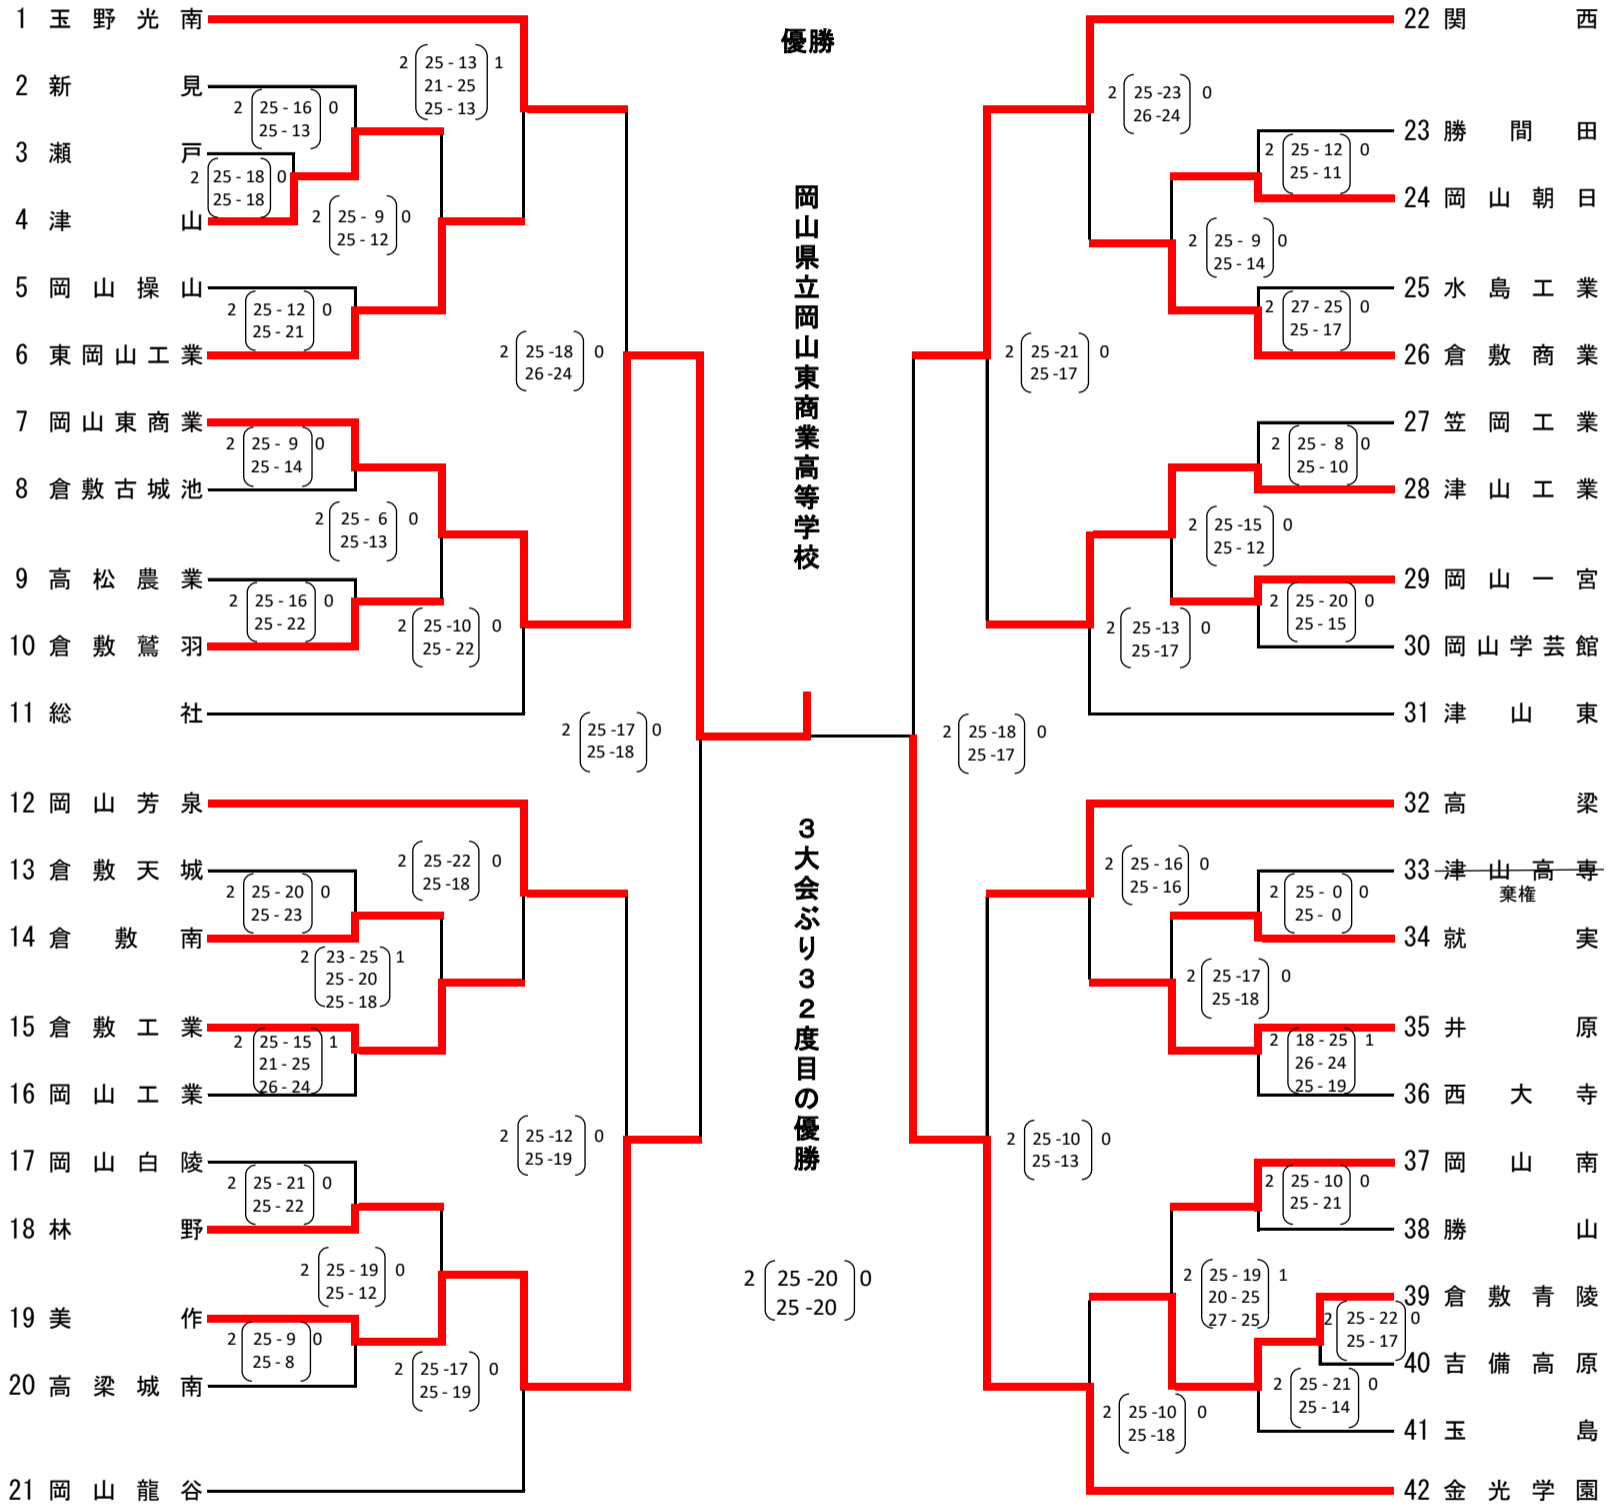 優勝
岡山県立岡山東商業高等学校
３大会ぶり３２度目の優勝
2 25-20 0
25-20
1 玉野光南
2 25-13 1
21-25
25-13
2 新見
2 25-16 0
25-13
3 瀬戸
2 25-18 0
25-18
4 津山
2 25-9 0
25-12
5 岡山操山
2 25-12 0
25-21
6 東岡山工業
2 25-18 0
26-24
7 岡山東商業
2 25-9 0
25-14
8 倉敷古城池
2 25-6 0
25-13
9 高松農業
2 25-16 0
25-22
10 倉敷鷲羽
2 25-10 0
25-22
11 総社
2 25-17 0
25-18
12 岡山芳泉
2 25-22 0
25-18
13 倉敷天城
2 25-20 0
25-23
14 倉敷南
2 23-25 1
25-20
25-18
15 倉敷工業
2 25-15 1
21-25
26-24
16 岡山工業
2 25-12 0
25-19
17 岡山白陵
2 25-21 0
25-22
18 林野
2 25-19 0
25-12
19 美作
2 25-9 0
25-8
20 高梁城南
2 25-17 0
25-19
21 岡山龍谷
22 関西
2 25-23 0
26-24
23 勝間田
2 25-12 0
25-11
24 岡山朝日
2 25-9 0
25-14
25 水島工業
2 27-25 0
25-17
26 倉敷商業
2 25-21 0
25-17
27 笠岡工業
2 25-8 0
25-10
28 津山工業
2 25-15 0
25-12
29 岡山一宮
2 25-20 0
25-15
30 岡山学芸館
2 25-13 0
25-17
31 津山東
2 25-18 0
25-17
32 高梁
2 25-16 0
25-16
33 津山高専
棄権
2 25-0 0
25-0
34 就実
2 25-17 0
25-18
35 井原
2 18-25 1
26-24
25-19
36 西大寺
2 25-10 0
25-13
37 岡山南
2 25-10 0
25-21
38 勝山
2 25-19 1
20-25
27-25
39 倉敷青陵
2 25-22 0
25-17
40 吉備高原
2 25-21 0
25-14
41 玉島
2 25-10 0
25-18
42 金光学園